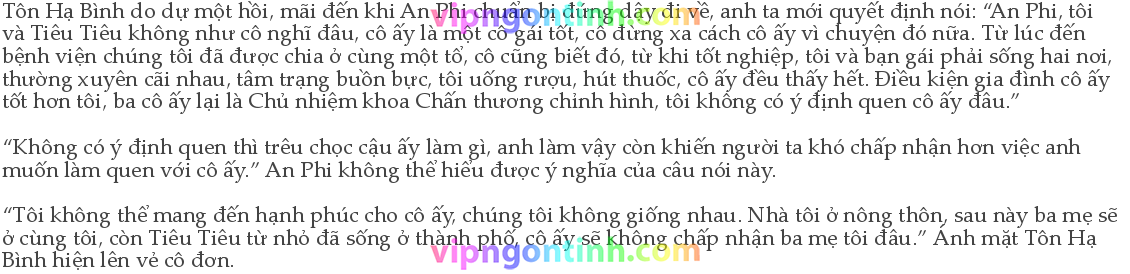 Tôn Hạ Bình do dự một hồi, mãi đến khi An Phi chuẩn bị đứng dậy đi về, anh ta mới quyết định nói: “An Phi, tôi
và Tiêu Tiêu không như cô nghĩ đâu, cô ấy là một cô gái tốt, cô đừng xa cách cô ấy vì chuyện đó nữa. Từ lúc đến
bệnh viện chúng tôi đã được chia ở cùng một tổ, cô cũng biết đó, từ khi tốt nghiệp, tôi và bạn gái phải sống hai nơi,
thường xuyên cãi nhau, tâm trạng buồn bực, tôi uống rượu, hút thuốc, cô ấy đều thấy hết. Điều kiện gia đình cô ấy
tốt hơn tôi, ba cô ấy lại là Chủ nhiệm khoa Chấn thương chỉnh hình, tôi không có ý định quen cô ấy đâu.”
“Không có ý định quen thì trêu chọc cậu ấy làm gì, anh làm vậy còn khiến người ta khó chấp nhận hơn việc anh
muốn làm quen với cô ấy.” An Phi không thể hiểu được ý nghĩa của câu nói này.
“Tôi không thể mang đến hạnh phúc cho cô ấy, chúng tôi không giống nhau. Nhà tôi ở nông thôn, sau này ba mẹ sẽ
ở cùng tôi, còn Tiêu Tiêu từ nhỏ đã sống ở thành phố, cô ấy sẽ không chấp nhận ba mẹ tôi đâu.” Ánh mắt Tôn Hạ
Bình hiện lên vẻ cô đơn.
vipngontinh.com
vipngontinh.com